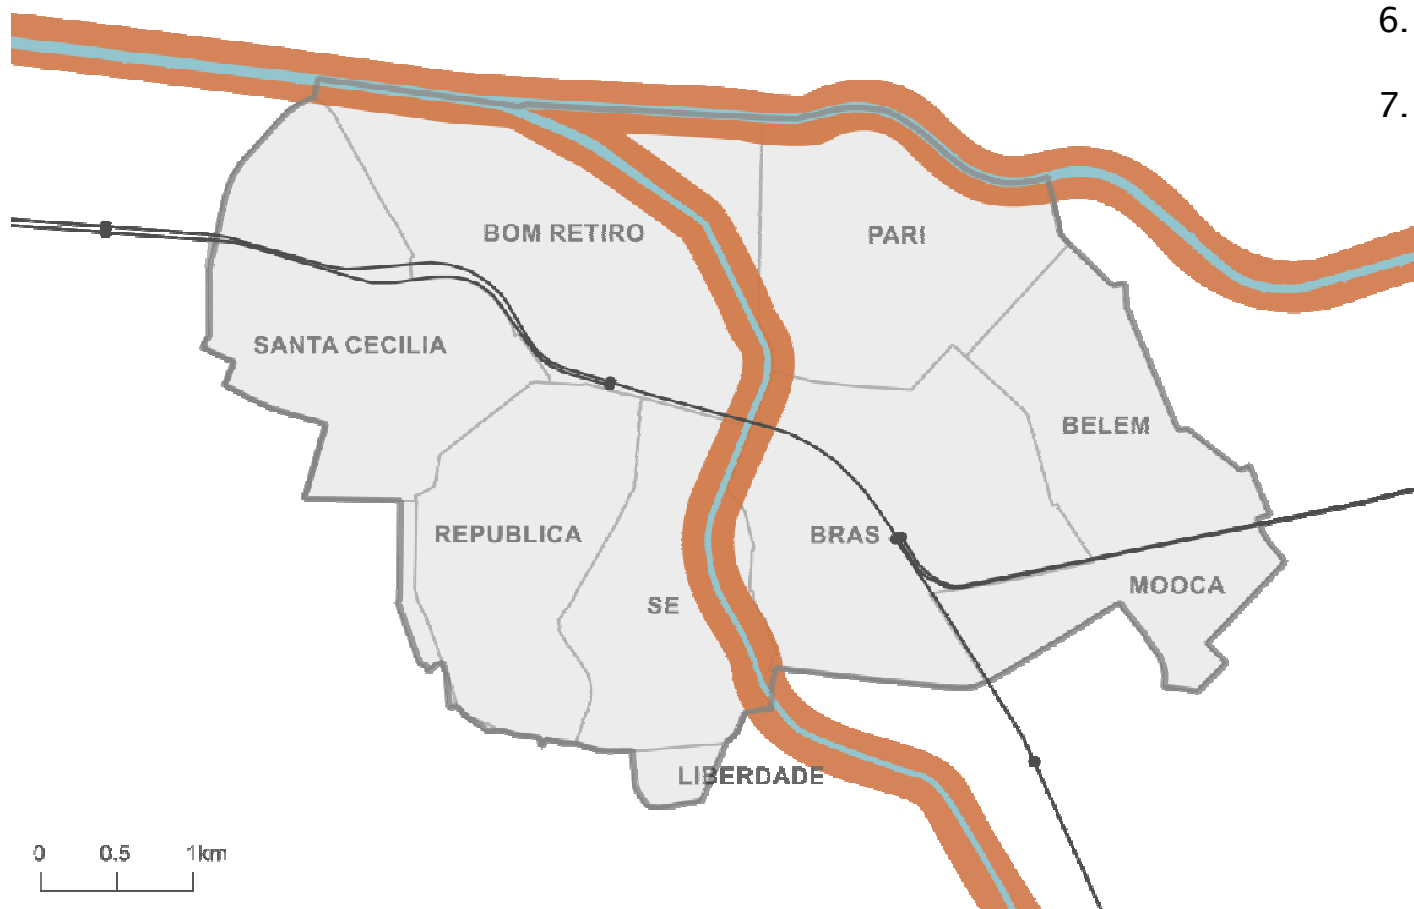 6.
7.
BOM RETIRO
PARI
SANTA CECILIA
BELEM
REPUBLICA
BRAS
MOOCA
SE
LIBERDADE
0 0.5 1km